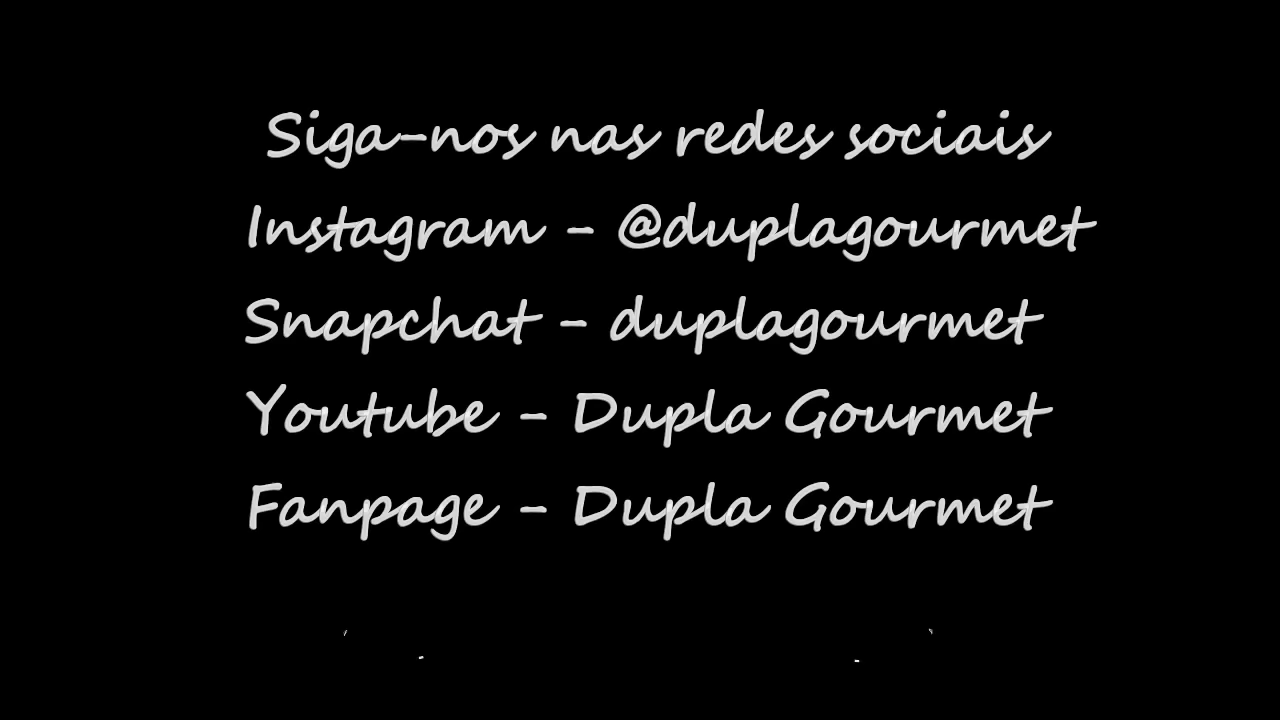 Siga-nos nas redes sociais
Instagram - @duplagourmet
Snapchat - duplagourmet
Youtube - Dupla Gourmet
Fanpage - Dupla Gourmet